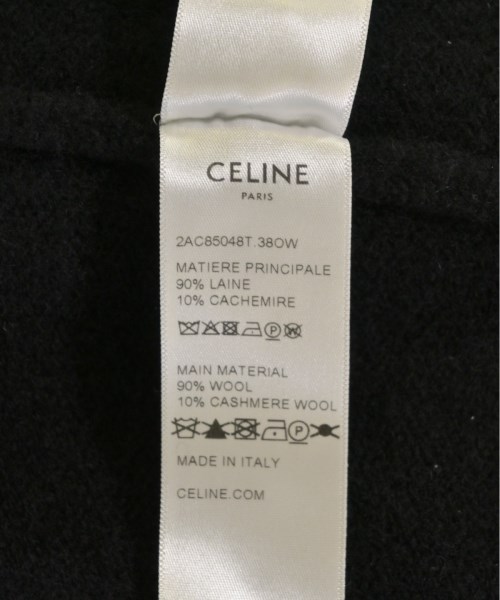 CELINE
PARIS
2AC85048T.38OW
MATIERE PRINCIPALE
90% LAINE
10% CACHEMIRE
MAIN MATERIAL
90% WOOL
10% CASHMERE WOOL
MADE IN ITALY
CELINE.COM